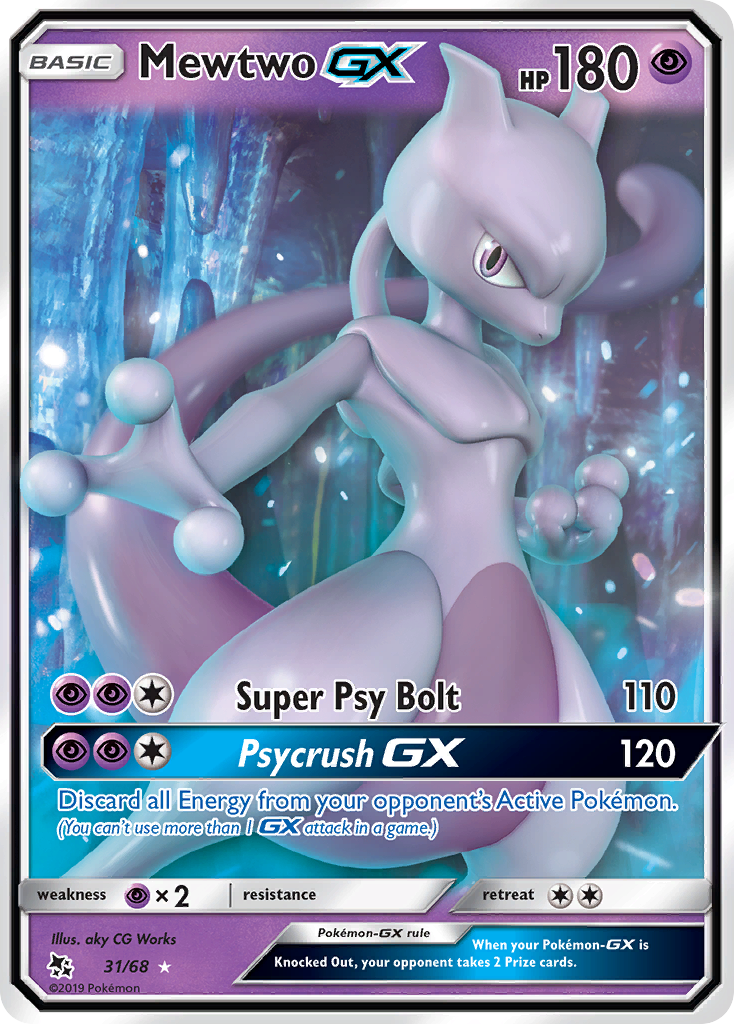 BASIC Mewtwo GX HP 180
Super Psy Bolt 110
Psycrush GX 120
Discard all Energy from your opponent's Active Pokémon.
(You can't use more than 1 GX attack in a game.)
weakness × 2 resistance retreat
Illus. aky CG Works
31/68
©2019 Pokémon
Pokémon-GX rule
When your Pokémon-GX is
Knocked Out, your opponent takes 2 Prize cards.